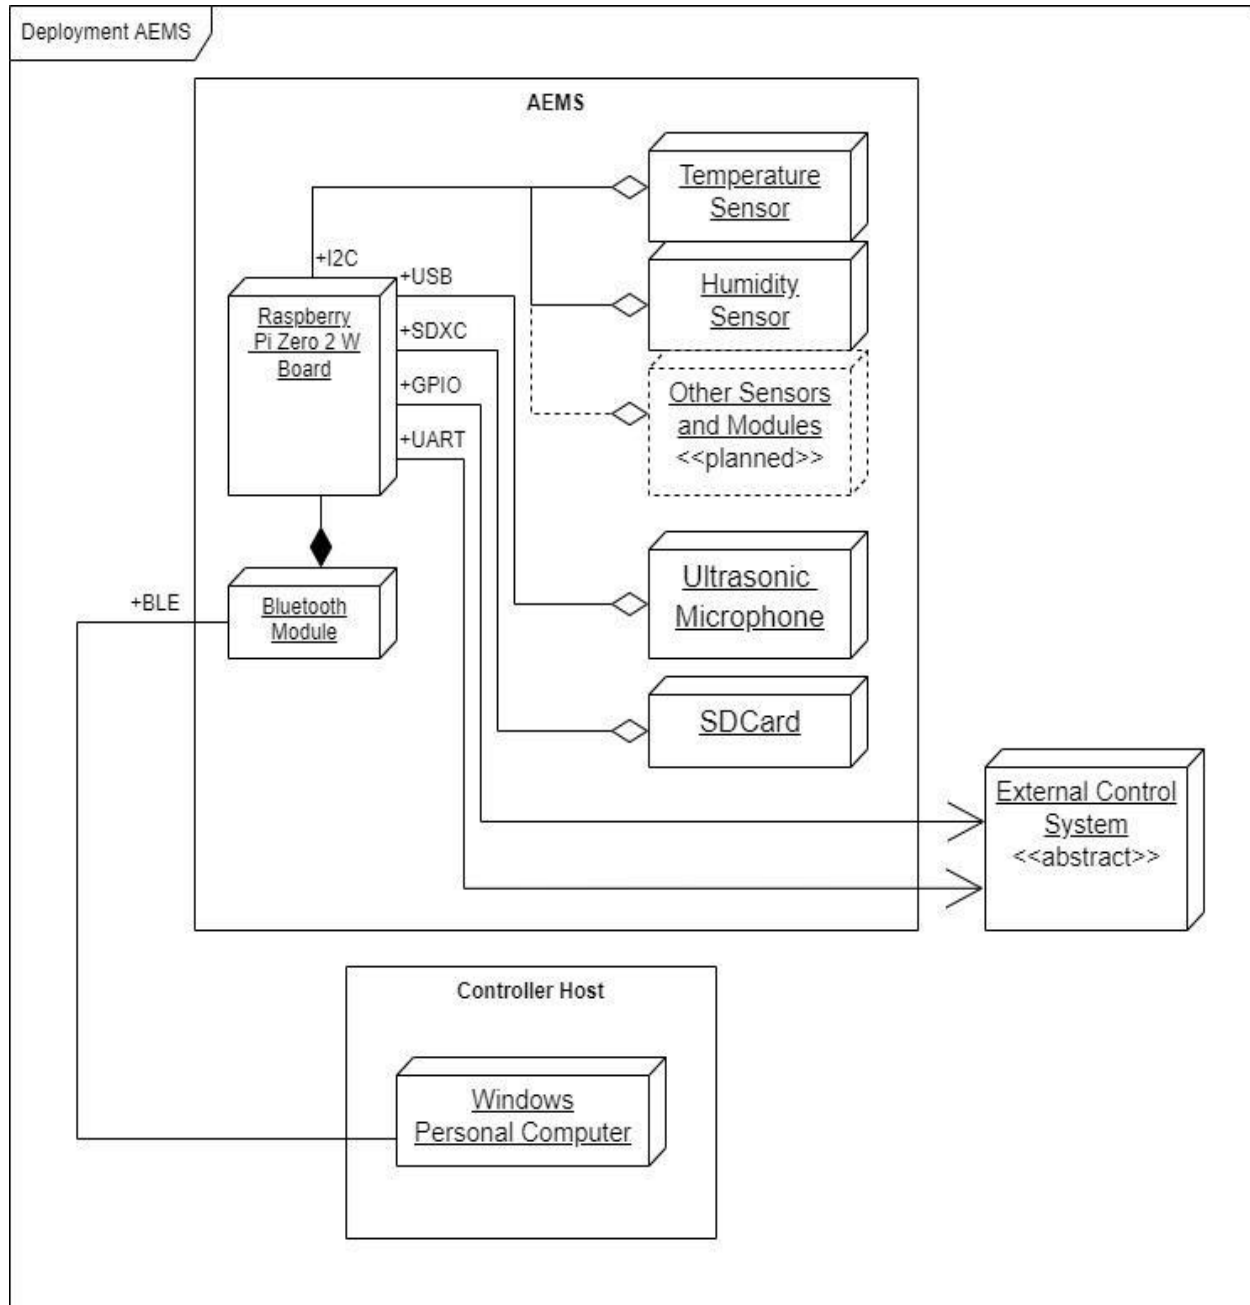 Deployment AEMS
AEMS
Temperature
Sensor
+I2C
+USB
Humidity
Sensor
Raspberry
Pi Zero 2 W
Board
+SDXC
+GPIO
+UART
Other Sensors
and Modules
<<planned>>
Ultrasonic
Microphone
+BLE
Bluetooth
Module
SDCard
External Control
System
<<abstract>>
Controller Host
Windows
Personal Computer